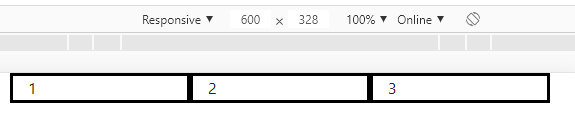 Responsive ▼ 600 × 328 100% ▼ Online ▼
1 2 3